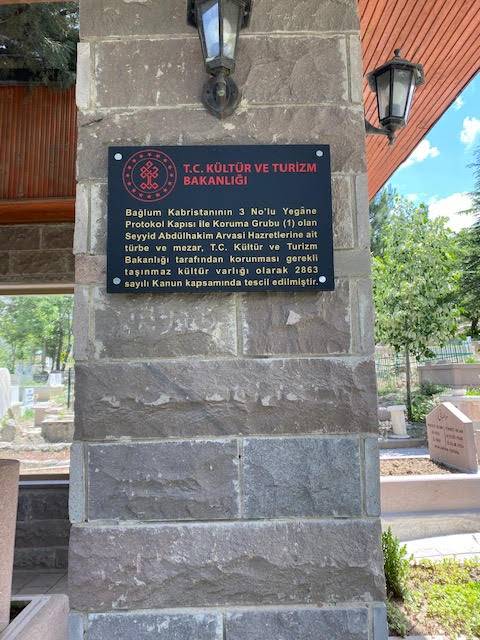 T.C. KÜLTÜR VE TURİZM
BAKANLIĞI
Bağlum Kabristanının 3 No'lu Yegâne
Protokol Kapısı ile Koruma Grubu (1) olan
Seyyid Abdülhakim Arvasi Hazretlerine ait
türbe ve mezar, T.C. Kültür ve Turizm
Bakanlığı tarafından korunması gerekli
taşınmaz kültür varlığı olarak 2863
sayılı Kanun kapsamında tescil edilmiştir.